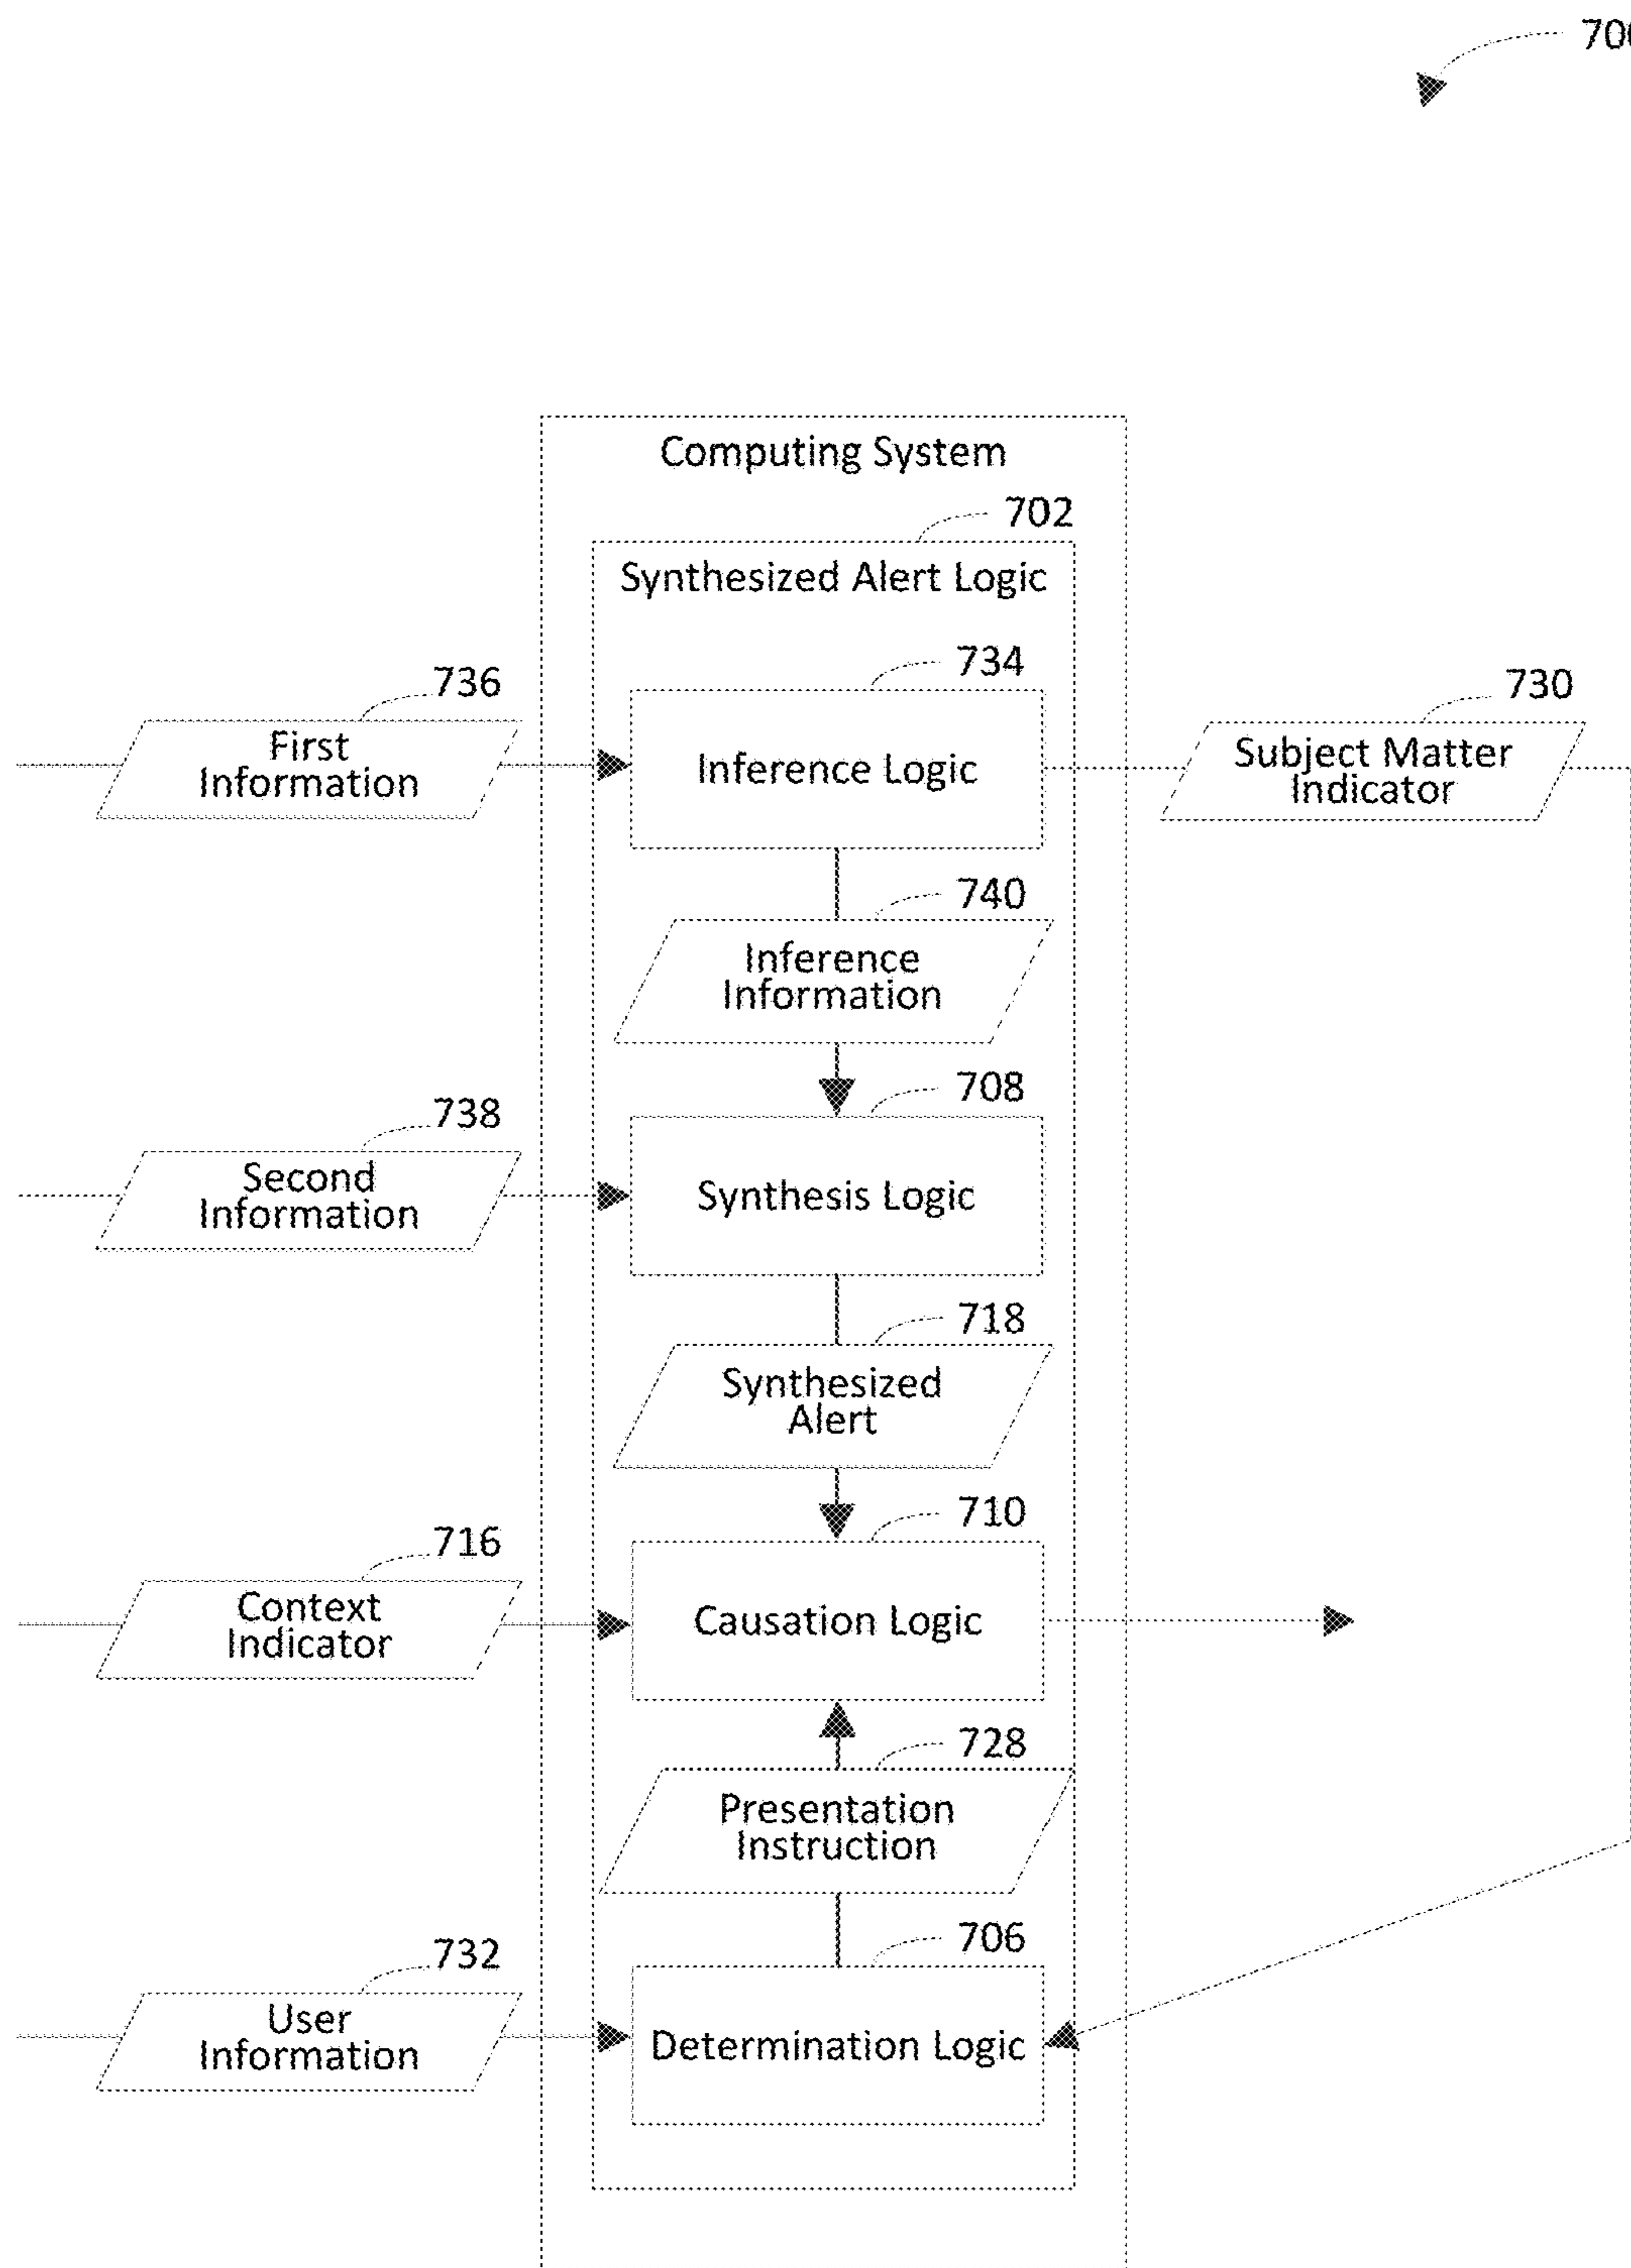 700
Computing System
702
Synthesized Alert Logic
734
736
730
First
Information
Inference Logic
Subject Matter
Indicator
740
Inference
Information
708
738
Second
Information
Synthesis Logic
718
Synthesized
Alert
710
716
Context
Indicator
Causation Logic
728
Presentation
Instruction
706
732
User
Information
Determination Logic